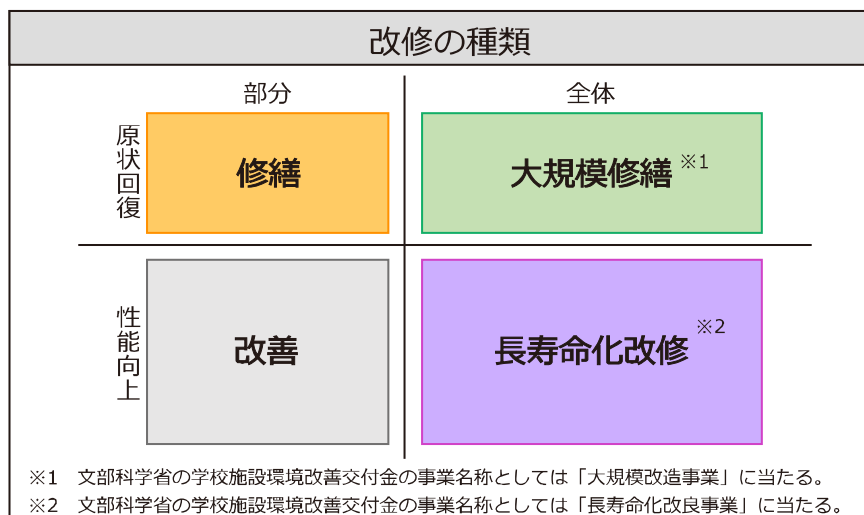 改修の種類
部分
全体
原状回復
修繕
大規模修繕 ※1
性能向上
改善
長寿命化改修 ※2
※1 文部科学省の学校施設環境改善交付金の事業名称としては「大規模改造事業」に当たる。
※2 文部科学省の学校施設環境改善交付金の事業名称としては「長寿命化改良事業」に当たる。